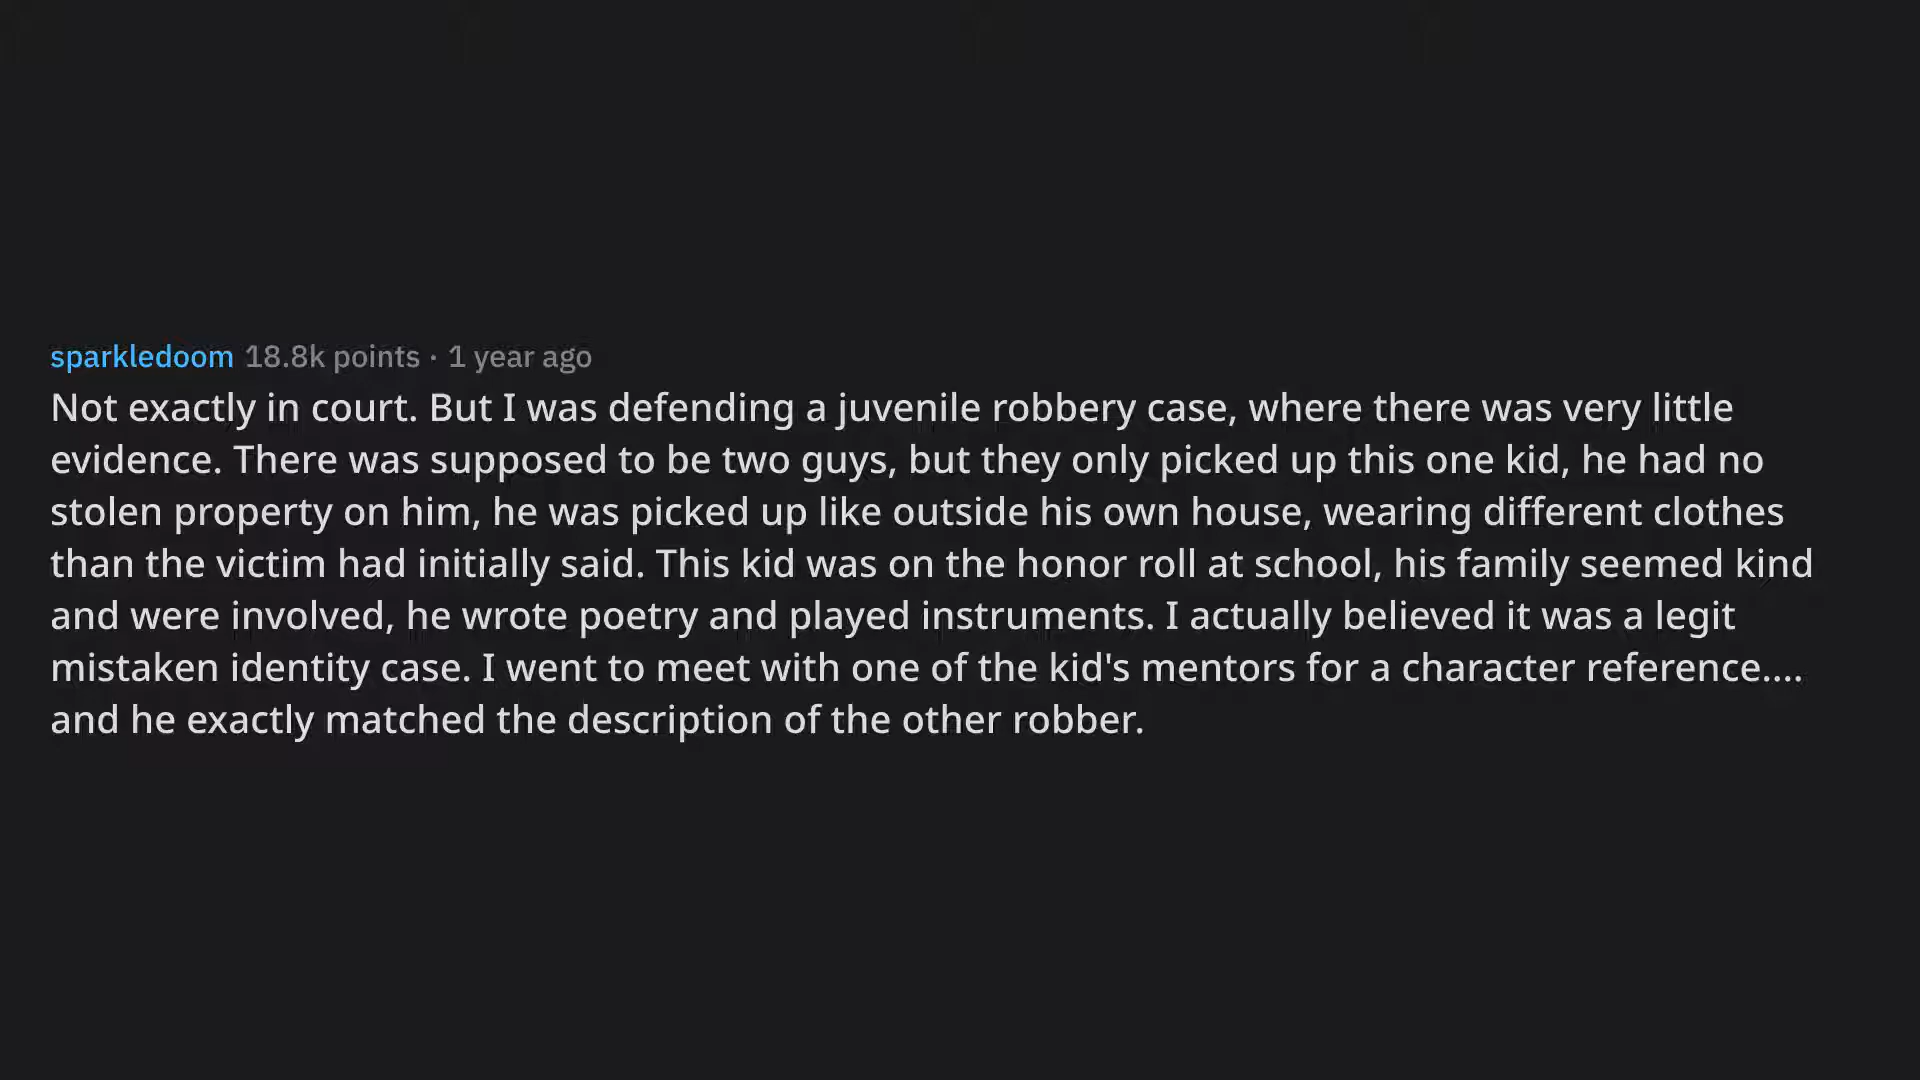 sparkledoom 18.8k points · 1 year ago
Not exactly in court. But I was defending a juvenile robbery case, where there was very little
evidence. There was supposed to be two guys, but they only picked up this one kid, he had no
stolen property on him, he was picked up like outside his own house, wearing different clothes
than the victim had initially said. This kid was on the honor roll at school, his family seemed kind
and were involved, he wrote poetry and played instruments. I actually believed it was a legit
mistaken identity case. I went to meet with one of the kid's mentors for a character reference....
and he exactly matched the description of the other robber.